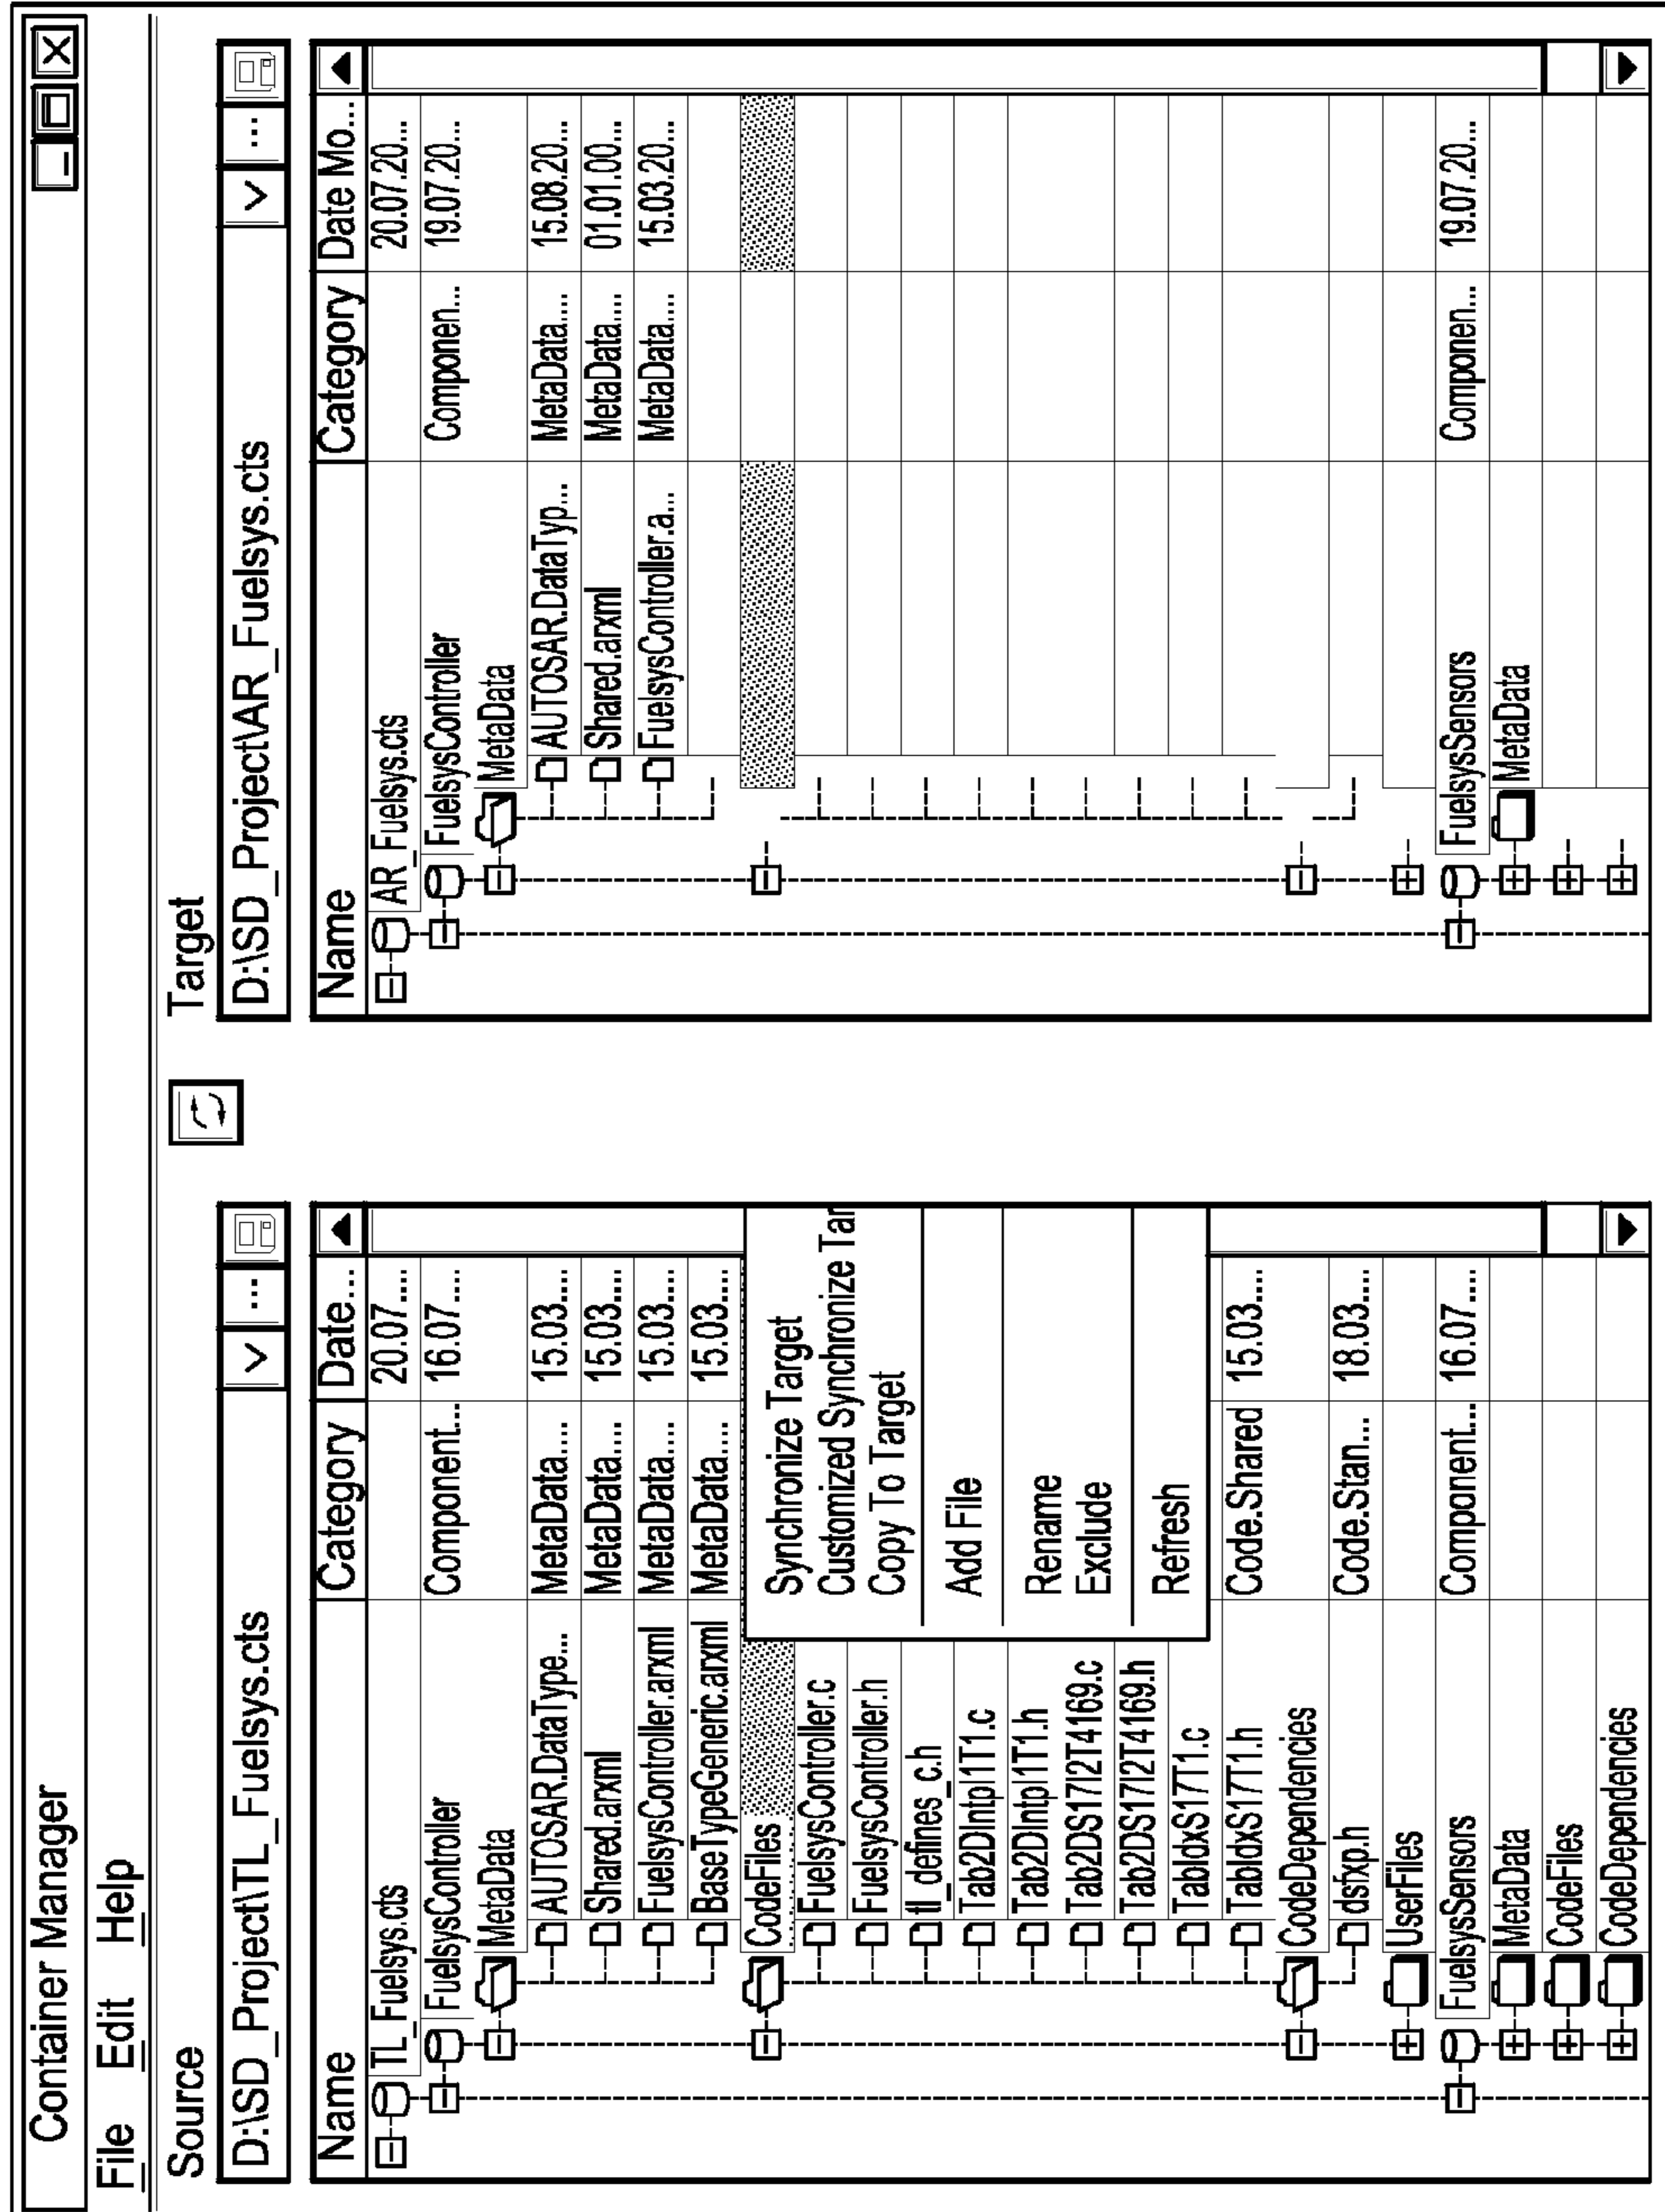 Container Manager
File Edit Help
Source
D:\SD_Project\TL_Fuelsys.cts
...
Name Category Date...
TL_Fuelsys.cts 20.07....
FuelsysController Component... 16.07....
MetaData
AUTOSAR.DataType... MetaData.... 15.03....
Shared.arxml MetaData.... 15.03....
FuelsysController.arxml MetaData.... 15.03....
BaseTypeGeneric.arxml MetaData.... 15.03....
CodeFiles
FuelsysController.c
FuelsysController.h
tl_defines_c.h
Tab2DIntpl1T1.c
Tab2DIntpl1T1.h
Tab2DS17I2T4169.c
Tab2DS17I2T4169.h
TabIdxS17T1.c
TabIdxS17T1.h Code.Shared 15.03....
CodeDependencies
dsfxp.h Code.Stan... 18.03....
UserFiles
FuelsysSensors Component... 16.07....
MetaData
CodeFiles
CodeDependencies
Synchronize Target
Customized Synchronize Tar
Copy To Target
Add File
Rename
Exclude
Refresh
Target
D:\SD_Project\AR_Fuelsys.cts
...
Name Category Date Mo...
AR_Fuelsys.cts 20.07.20...
FuelsysController Componen... 19.07.20...
MetaData
AUTOSAR.DataTyp... MetaData.... 15.08.20...
Shared.arxml MetaData.... 01.01.00...
FuelsysController.a... MetaData.... 15.03.20...
FuelsysSensors Componen... 19.07.20...
MetaData